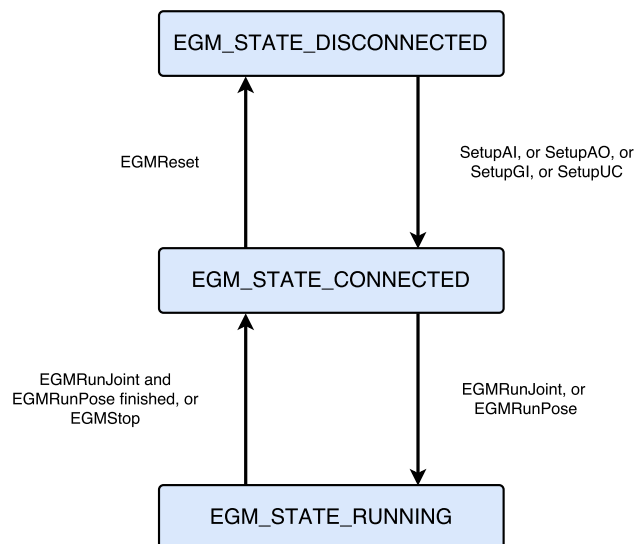 EGM_STATE_DISCONNECTED
EGMReset
SetupAI, or SetupAO, or
SetupGI, or SetupUC
EGM_STATE_CONNECTED
EGMRunJoint and
EGMRunPose finished, or
EGMStop
EGMRunJoint, or
EGMRunPose
EGM_STATE_RUNNING